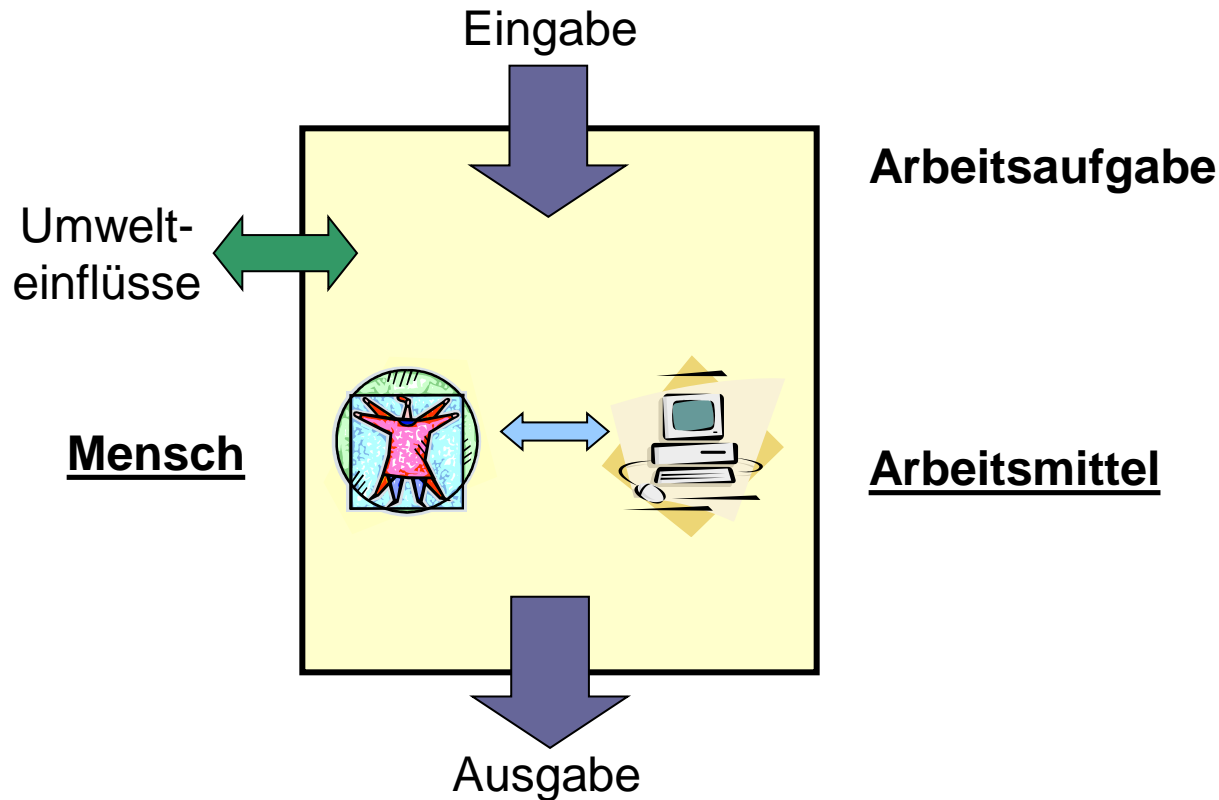 Eingabe
Arbeitsaufgabe
Umwelt-
einflüsse
Mensch
Arbeitsmittel
Ausgabe